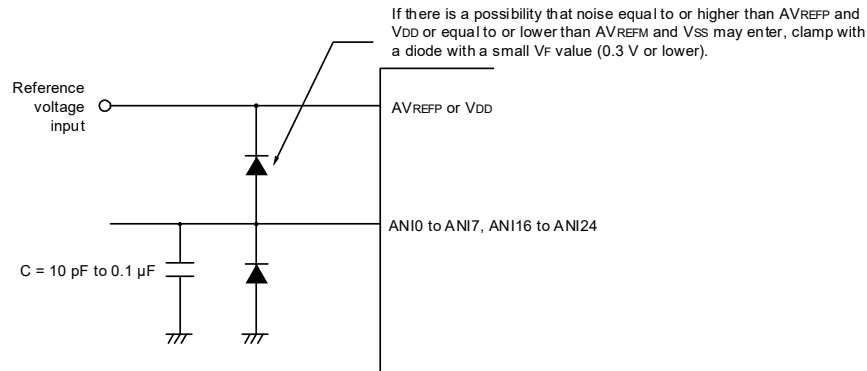 If there is a possibility that noise equal to or higher than AVREFP and
VDD or equal to or lower than AVREFM and VSS may enter, clamp with
a diode with a small VF value (0.3 V or lower).
Reference
voltage
input
AVREFP or VDD
ANI0 to ANI7, ANI16 to ANI24
C = 10 pF to 0.1 µF